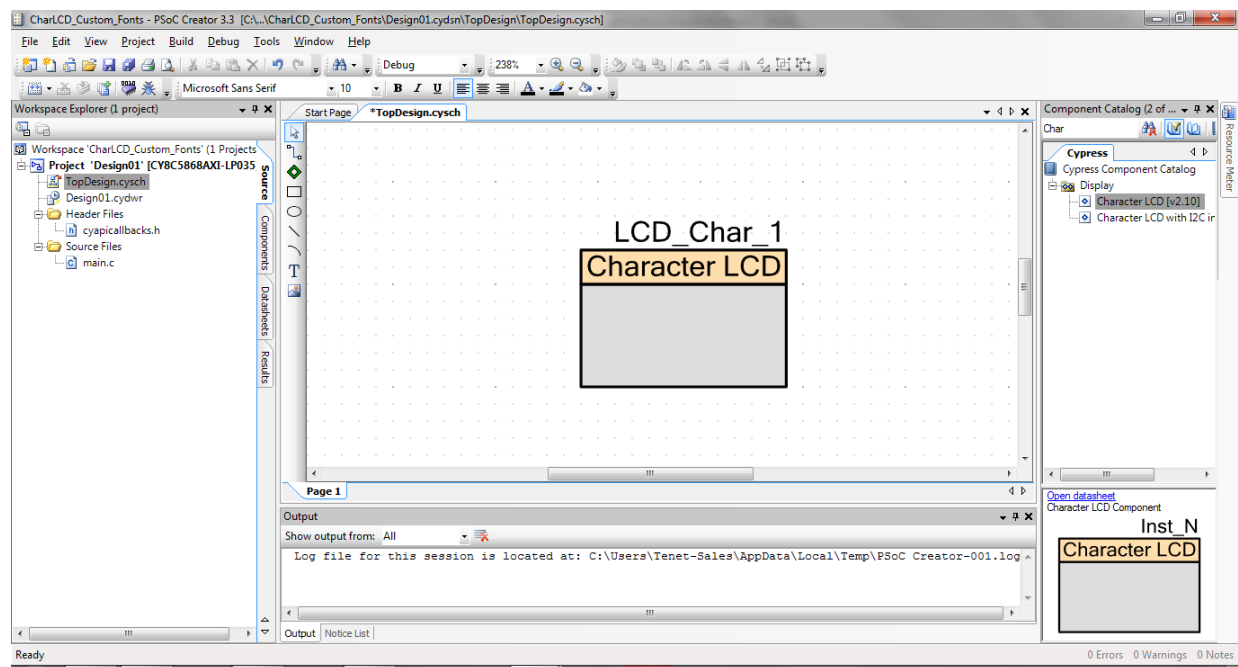 CharLCD_Custom_Fonts - PSoC Creator 3.3 [C:\...\CharLCD_Custom_Fonts\Design01.cydsn\TopDesign\TopDesign.cysch]
File Edit View Project Build Debug Tools Window Help
Debug 238%
Microsoft Sans Serif 10 B I U A
Workspace Explorer (1 project)
Workspace 'CharLCD_Custom_Fonts' (1 Projects
Project 'Design01' [CY8C5868AXI-LP035
TopDesign.cysch
Design01.cydwr
Header Files
cyapicallbacks.h
Source Files
main.c
Source
Components
Datasheets
Results
Start Page *TopDesign.cysch
T
LCD_Char_1
Character LCD
Page 1
Output
Show output from: All
Log file for this session is located at: C:\Users\Tenet-Sales\AppData\Local\Temp\PSoC Creator-001.log
Output Notice List
Component Catalog (2 of ...
Char
Cypress
Cypress Component Catalog
Display
Character LCD [v2.10]
Character LCD with I2C ir
Open datasheet
Character LCD Component
Inst_N
Character LCD
Resource Meter
Ready
0 Errors 0 Warnings 0 Notes